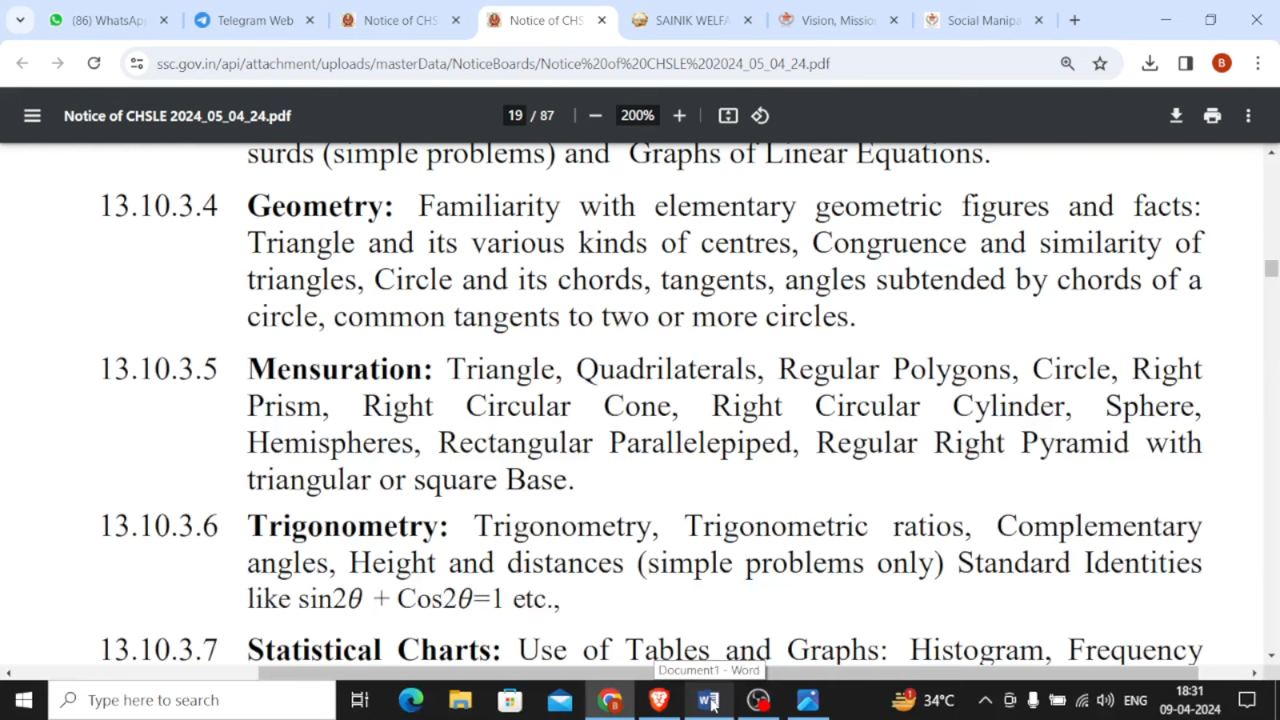 (86) WhatsAp
Telegram Web
Notice of CHS
Notice of CHS
SAINIK WELFA
Vision, Missio
Social Manipa
ssc.gov.in/api/attachment/uploads/masterData/NoticeBoards/Notice%20of%20CHSLE%202024_05_04_24.pdf
B
Notice of CHSLE 2024_05_04_24.pdf
19 / 87
200%
surds (simple problems) and Graphs of Linear Equations.
13.10.3.4 Geometry: Familiarity with elementary geometric figures and facts:
Triangle and its various kinds of centres, Congruence and similarity of
triangles, Circle and its chords, tangents, angles subtended by chords of a
circle, common tangents to two or more circles.
13.10.3.5 Mensuration: Triangle, Quadrilaterals, Regular Polygons, Circle, Right
Prism, Right Circular Cone, Right Circular Cylinder, Sphere,
Hemispheres, Rectangular Parallelepiped, Regular Right Pyramid with
triangular or square Base.
13.10.3.6 Trigonometry: Trigonometry, Trigonometric ratios, Complementary
angles, Height and distances (simple problems only) Standard Identities
like sin2θ + Cos2θ=1 etc.,
13.10.3.7 Statistical Charts: Use of Tables and Graphs: Histogram, Frequency
Document1 - Word
Type here to search
34°C
ENG
18:31
09-04-2024